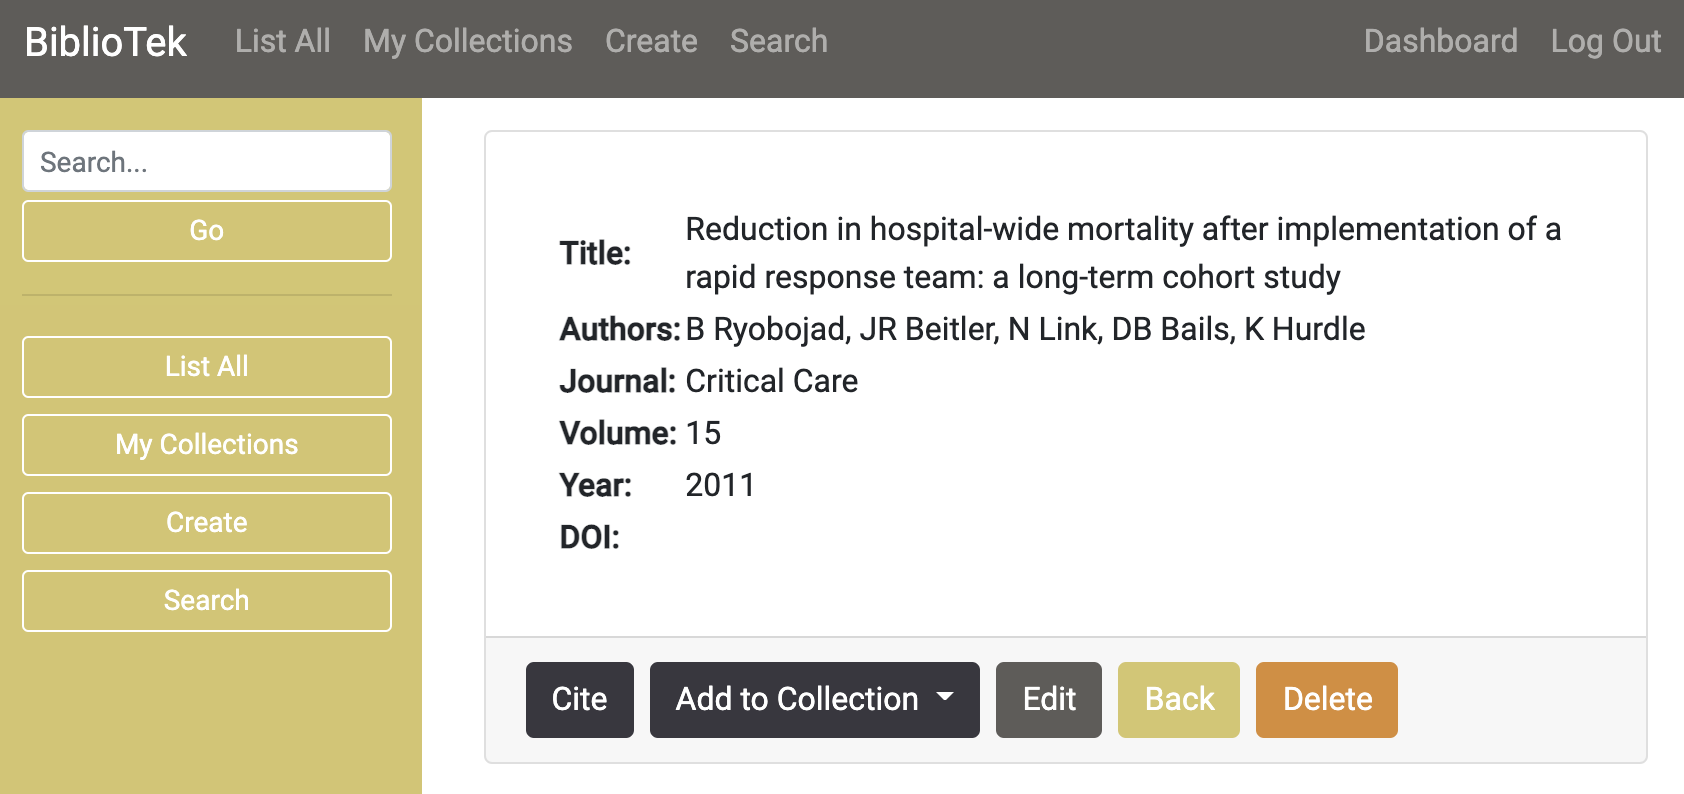 BiblioTek List All My Collections Create Search Dashboard Log Out
Search...
Go
List All
My Collections
Create
Search
Title: Reduction in hospital-wide mortality after implementation of a
rapid response team: a long-term cohort study
Authors: B Ryobojad, JR Beitler, N Link, DB Bails, K Hurdle
Journal: Critical Care
Volume: 15
Year: 2011
DOI:
Cite Add to Collection Edit Back Delete